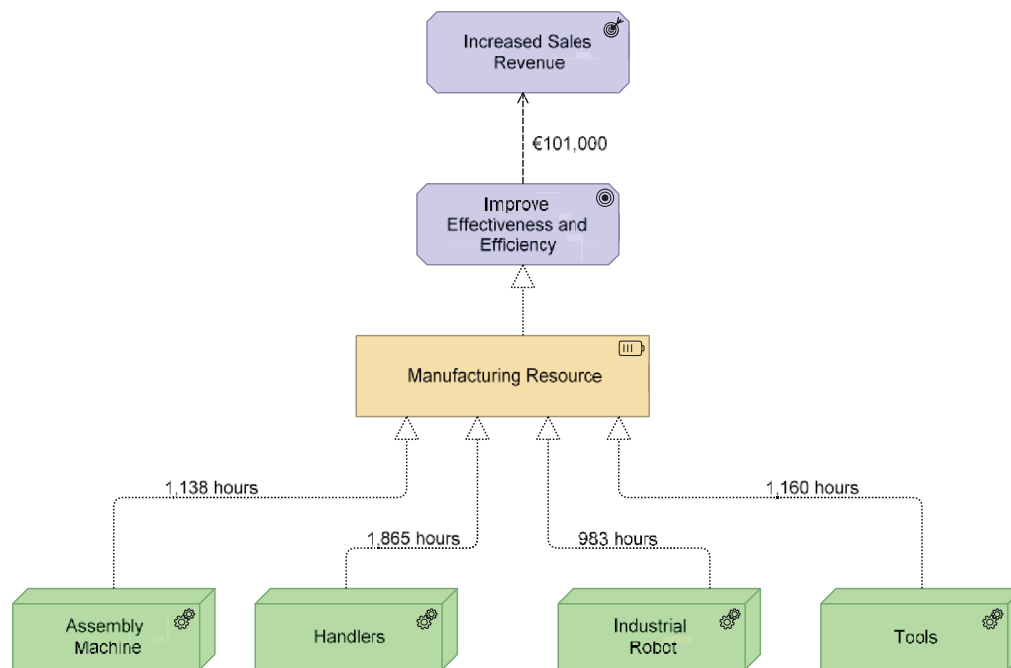 Increased Sales
Revenue
€101,000
Improve
Effectiveness and
Efficiency
Manufacturing Resource
1,138 hours
1,160 hours
1,865 hours
983 hours
Assembly
Machine
Handlers
Industrial
Robot
Tools